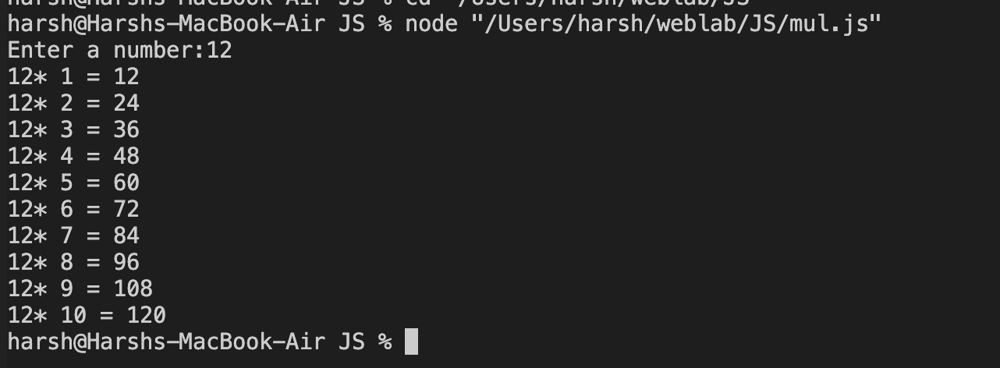 harsh@Harshs-MacBook-Air JS % cd "/Users/harsh/weblab/JS"
harsh@Harshs-MacBook-Air JS % node "/Users/harsh/weblab/JS/mul.js"
Enter a number:12
12* 1 = 12
12* 2 = 24
12* 3 = 36
12* 4 = 48
12* 5 = 60
12* 6 = 72
12* 7 = 84
12* 8 = 96
12* 9 = 108
12* 10 = 120
harsh@Harshs-MacBook-Air JS %